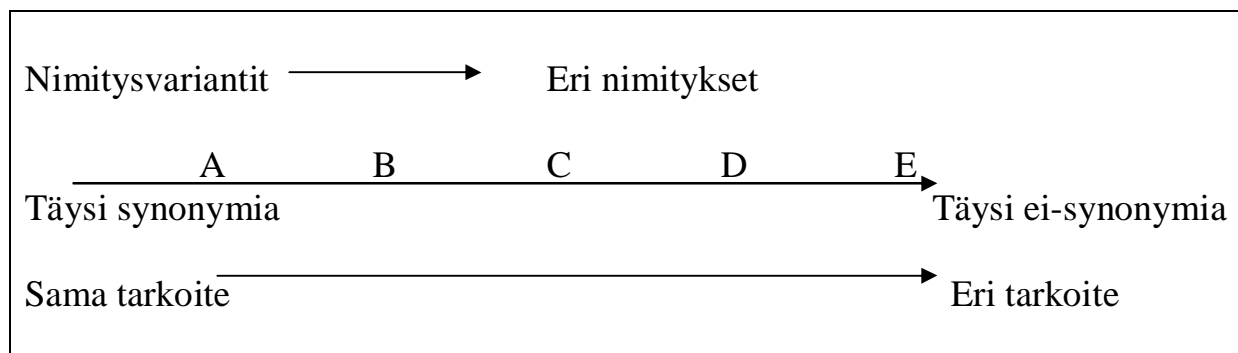 Nimitysvariantit Eri nimitykset
A B C D E
Täysi synonymia Täysi ei-synonymia
Sama tarkoite Eri tarkoite